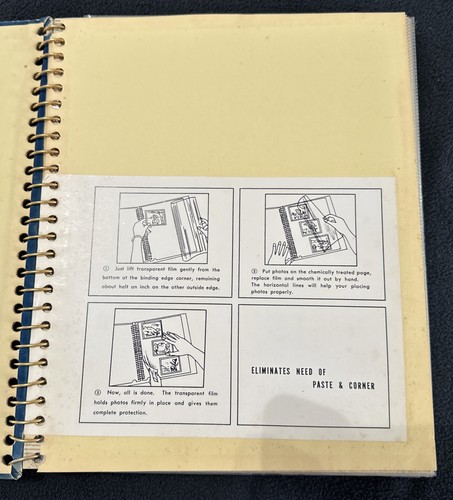 ① Just lift transparent film gently from the
bottom at the binding edge corner, remaining
about half an inch on the other outside edge.
② Put photos on the chemically treated page,
replace film and smooth it out by hand.
The horizontal lines will help your placing
photos properly.
③ Now, all is done. The transparent film
holds photos firmly in place and gives them
complete protection.
ELIMINATES NEED OF
PASTE & CORNER